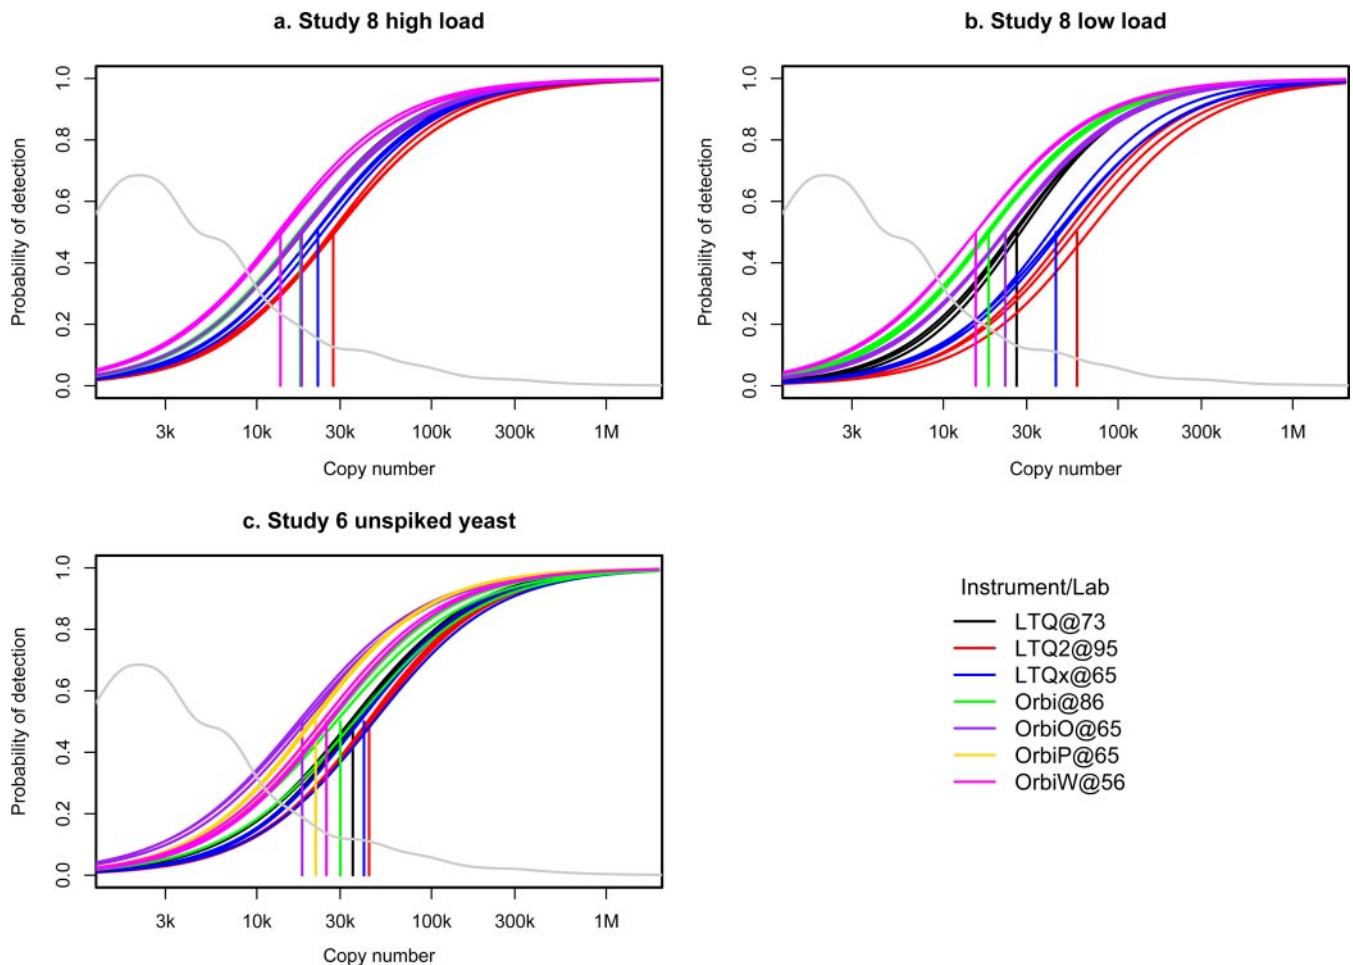 a. Study 8 high load
Probability of detection
0.0 0.2 0.4 0.6 0.8 1.0
3k 10k 30k 100k 300k 1M
Copy number
b. Study 8 low load
Probability of detection
0.0 0.2 0.4 0.6 0.8 1.0
3k 10k 30k 100k 300k 1M
Copy number
c. Study 6 unspiked yeast
Probability of detection
0.0 0.2 0.4 0.6 0.8 1.0
3k 10k 30k 100k 300k 1M
Copy number
Instrument/Lab
LTQ@73
LTQ2@95
LTQx@65
Orbi@86
OrbiO@65
OrbiP@65
OrbiW@56